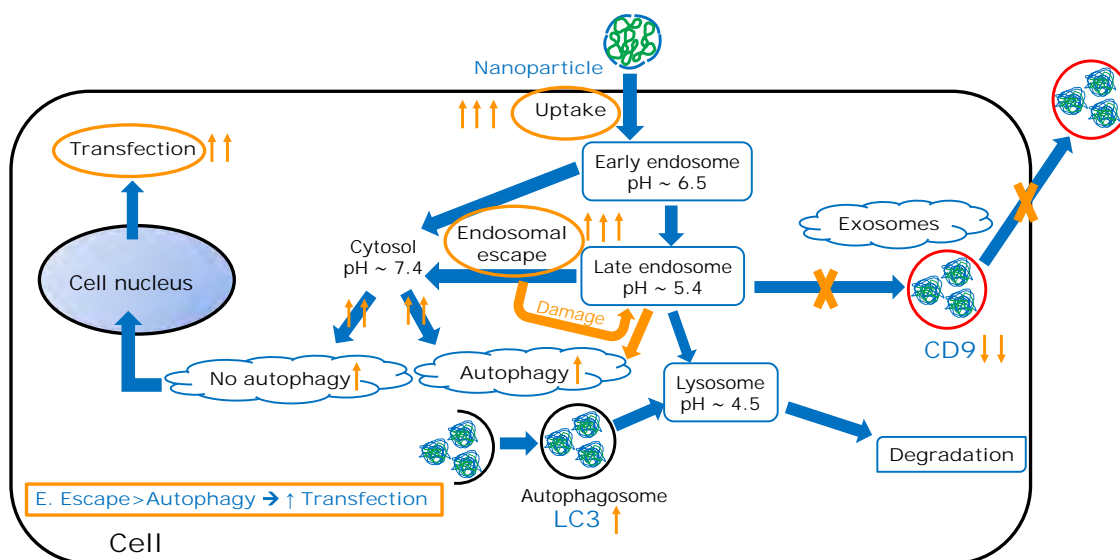 Nanoparticle
Uptake
Transfection
Early endosome
pH ~ 6.5
Endosomal
escape
Exosomes
Cytosol
pH ~ 7.4
Late endosome
pH ~ 5.4
Cell nucleus
Damage
CD9
No autophagy
Autophagy
Lysosome
pH ~ 4.5
Degradation
Autophagosome
LC3
E. Escape>Autophagy → ↑ Transfection
Cell